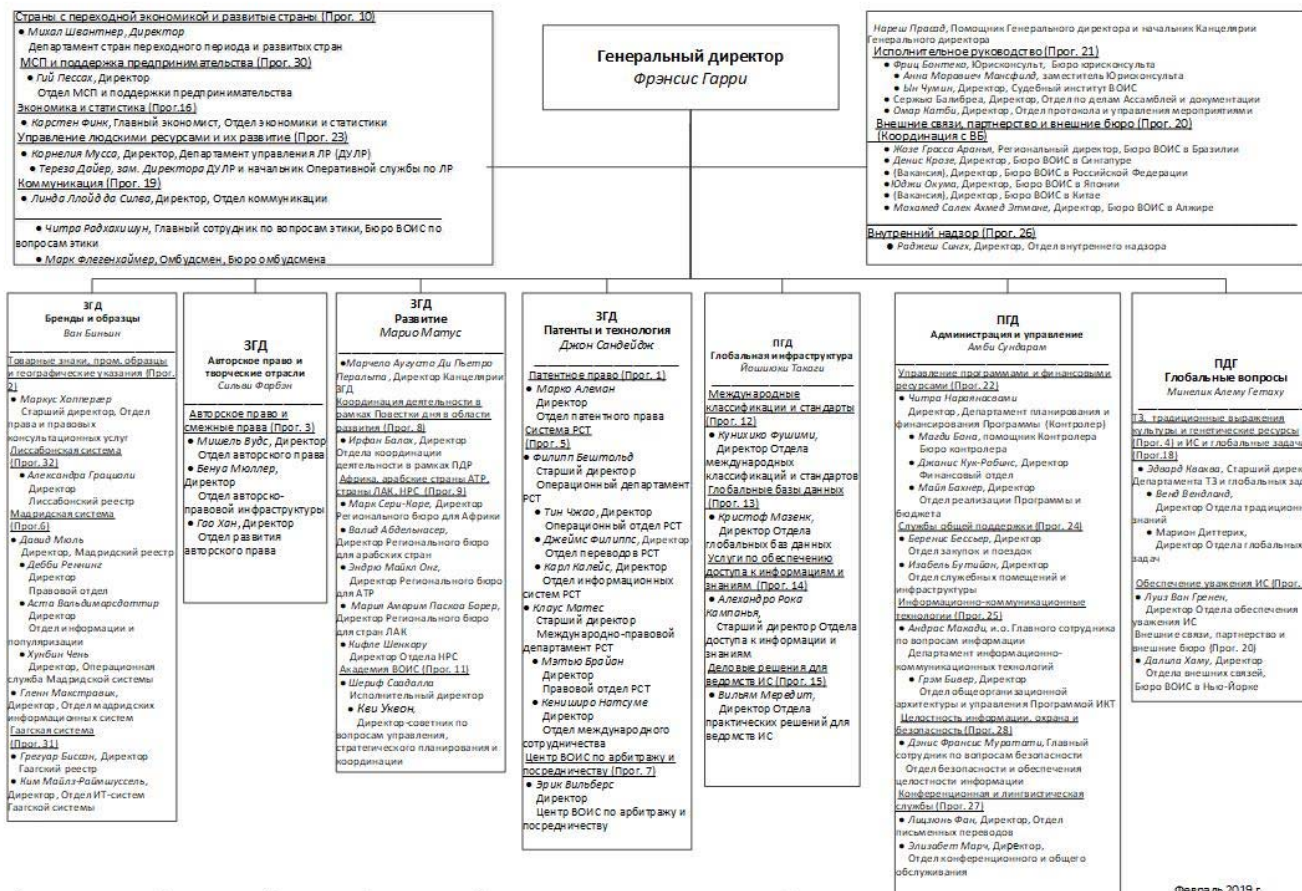 Страны с переходной экономикой и развитые страны (Прог. 10)
● Михал Швантнер, Директор
Департамент стран переходного периода и развитых стран
МСП и поддержка предпринимательства (Прог. 30)
● Гий Пессах, Директор
Отдел МСП и поддержки предпринимательства
Экономика и статистика (Прог.16)
● Карстен Финк, Главный экономист, Отдел экономики и статистики
Управление людскими ресурсами и их развитие (Прог. 23)
● Корнелия Мусса, Директор, Департамент управления ЛР (ДУЛР)
● Тереза Дайер, зам. Директора ДУЛР и начальник Оперативной службы по ЛР
Коммуникация (Прог. 19)
● Линда Ллойд да Силва, Директор, Отдел коммуникации
● Читра Радхакишун, Главный сотрудник по вопросам этики, Бюро ВОИС по
вопросам этики
● Марк Флегенхаймер, Омбудсмен, Бюро омбудсмена
Генеральный директор
Фрэнсис Гарри
Нареш Прасад, Помощник Генерального директора и начальник Канцелярии
Генерального директора
Исполнительное руководство (Прог. 21)
● Фриц Бонтеко, Юрисконсульт, Бюро юрисконсульта
● Анна Моравиеч Мансфилд, заместитель Юрисконсульта
● Ын Чумин, Директор, Судебный институт ВОИС
● Сержью Балибреа, Директор, Отдел по делам Ассамблей и документации
● Омар Катби, Директор, Отдел протокола и управления мероприятиями
Внешние связи, партнерство и внешние бюро (Прог. 20)
(Координация с ВБ)
● Жозе Грасса Аранья, Региональный директор, Бюро ВОИС в Бразилии
● Денис Крозе, Директор, Бюро ВОИС в Сингапуре
● (Вакансия), Директор, Бюро ВОИС в Российской Федерации
● Юджи Окума, Директор, Бюро ВОИС в Японии
● (Вакансия), Директор, Бюро ВОИС в Китае
● Мохамед Салек Ахмед Этмане, Директор, Бюро ВОИС в Алжире
Внутренний надзор (Прог. 26)
● Раджеш Сингх, Директор, Отдел внутреннего надзора
ЗГД
Бренды и образцы
Ван Биньин
Товарные знаки, пром. образцы
и географические указания (Прог.
2)
● Маркус Хоппергер
Старший директор, Отдел
права и правовых
консультационных услуг
Лиссабонская система
(Прог. 32)
● Александра Грациоли
Директор
Лиссабонский реестр
Мадридская система
(Прог.6)
● Давид Мюль
Директор, Мадридский реестр
● Дебби Реннинг
Директор
Правовой отдел
● Аста Вальдимарсдоттир
Директор
Отдел информации и
популяризации
● Хунбин Чень
Директор, Операционная
служба Мадридской системы
● Гленн Макстравик,
Директор, Отдел мадридских
информационных систем
Гаагская система
(Прог. 31)
● Грегуар Биссон, Директор
Гаагский реестр
● Ким Майлз-Раймшуссель,
Директор, Отдел ИТ-систем
Гаагской системы
ЗГД
Авторское право и
творческие отрасли
Сильви Форбэн
Авторское право и
смежные права (Прог. 3)
● Мишель Вудс, Директор
Отдел авторского права
● Бенуа Мюллер,
Директор
Отдел авторско-
правовой инфраструктуры
● Гао Хан, Директор
Отдел развития
авторского права
ЗГД
Развитие
Марио Матус
●Марчело Аугусто Ди Пьетро
Перальта, Директор Канцелярии
ЗГД
Координация деятельности в
рамках Повестки дня в области
развития (Прог. 8)
● Ирфан Балох, Директор
Отдела координации
деятельности в рамках ПДР
Африка, арабские страны АТР,
страны ЛАК, НРС (Прог. 9)
● Марк Сери-Коре, Директор
Регионального бюро для Африки
● Валид Абдельнасер,
Директор Регионального бюро
для арабских стран
● Эндрю Майкл Онг,
Директор Регионального бюро
для АТР
● Мария Аморим Паскоа Борер,
Директор Регионального бюро
для стран ЛАК
● Кифле Шенкору
Директор Отдела НРС
Академия ВОИС (Прог. 11)
● Шериф Саадалла
Исполнительный директор
● Кви Уквон,
Директор-советник по
вопросам управления,
стратегического планирования и
координации
ЗГД
Патенты и технология
Джон Сандейдж
Патентное право (Прог. 1)
● Марко Алеман
Директор
Отдел патентного права
Система РСТ
(Прог. 5)
● Филипп Бештольд
Старший директор
Операционный департамент
РСТ
● Тин Чжао, Директор
Операционный отдел РСТ
● Джеймс Филиппс, Директор
Отдел переводов РСТ
● Карл Калейс, Директор
Отдел информационных
систем РСТ
● Клаус Матес
Старший директор
Международно-правовой
департамент РСТ
● Мэтью Брайан
Директор
Правовой отдел РСТ
● Кениширо Натсуме
Директор
Отдел международного
сотрудничества
Центр ВОИС по арбитражу и
посредничеству (Прог. 7)
● Эрик Вильберс
Директор
Центр ВОИС по арбитражу и
посредничеству
ПГД
Глобальная инфраструктура
Йошиюки Такаги
Международные
классификации и стандарты
(Прог. 12)
● Кунихико Фушими,
Директор Отдела
международных
классификаций и стандартов
Глобальные базы данных
(Прог. 13)
● Кристоф Мазенк,
Директор Отдела
глобальных баз данных
Услуги по обеспечению
доступа к информациям и
знаниям (Прог. 14)
● Алехандро Рока
Кампанья,
Старший директор Отдела
доступа к информации и
знаниям
Деловые решения для
ведомств ИС (Прог. 15)
● Вильям Мередит,
Директор Отдела
практических решений для
ведомств ИС
ПГД
Администрация и управление
Амби Сундарам
Управление программами и финансовыми
ресурсами (Прог. 22)
● Читра Нараянасвами
Директор, Департамент планирования и
финансирования Программы (Контролер)
● Магди Бона, помощник Контролера
Бюро контролера
● Джанис Кук-Робинс, Директор
Финансовый отдел
● Майя Бахнер, Директор
Отдел реализации Программы и
бюджета
Службы общей поддержки (Прог. 24)
● Беренис Бессьер, Директор
Отдел закупок и поездок
● Изабель Бутийон, Директор
Отдел служебных помещений и
инфраструктуры
Информационно-коммуникационные
технологии (Прог. 25)
● Андрас Макади, и.о. Главного сотрудника
по вопросам информации
Департамент информационно-
коммуникационных технологий
● Грэм Бивер, Директор
Отдел общеорганизационной
архитектуры и управления Программой ИКТ
Целостность информации, охрана и
безопасность (Прог. 28)
● Дэнис Франсис Муратати, Главный
сотрудник по вопросам безопасности
Отдел безопасности и обеспечения
целостности информации
Конференционная и лингвистическая
службы (Прог. 27)
● Лицзюнь Фан, Директор, Отдел
письменных переводов
● Элизабет Марч, Директор,
Отдел конференционного и общего
обслуживания
ПДГ
Глобальные вопросы
Минелик Алему Гетаху
ТЗ, традиционные выражения
культуры и генетические ресурсы
(Прог. 4) и ИС и глобальные задачи
(Прог.18)
● Эдвард Кваква, Старший
Департамента ТЗ и глобальных
● Венд Вендланд,
Директор Отдела
знаний
● Марион Диттерих,
Директор Отдела глобальных
задач
Обеспечение уважения ИС (Прог.
● Луиз Ван Гренен,
Директор Отдела обеспечения
уважения ИС
Внешние связи, партнерство и
внешние бюро (Прог. 20)
● Далила Хаму, Директор
Отдела внешних связей,
Бюро ВОИС в Нью-Йорке
Февраль 2019 г.